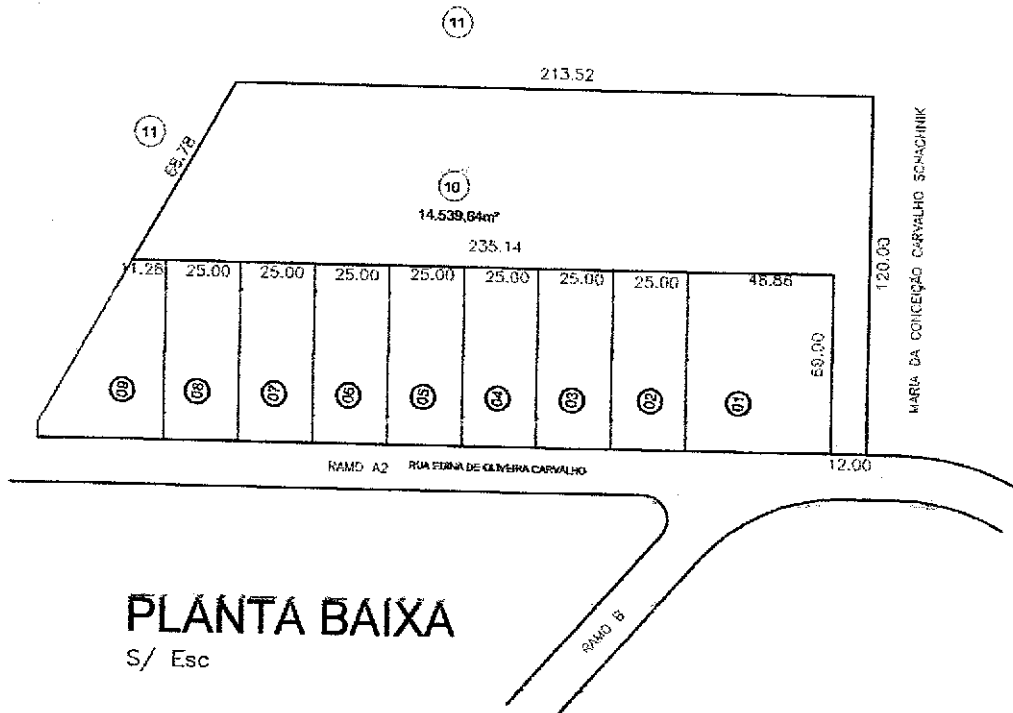 11
213.52
11
68.78
10
14.539,64m²
235.14
11.26 25.00 25.00 25.00 25.00 25.00 25.00 25.00 48.86
60.00
120.00
MARIA DA CONCEIÇÃO CARVALHO SCHACHNIK
09 08 07 06 05 04 03 02 01
RAMO A2 RUA EDINA DE OLIVEIRA CARVALHO
12.00
RAMO B
PLANTA BAIXA
S/ Esc